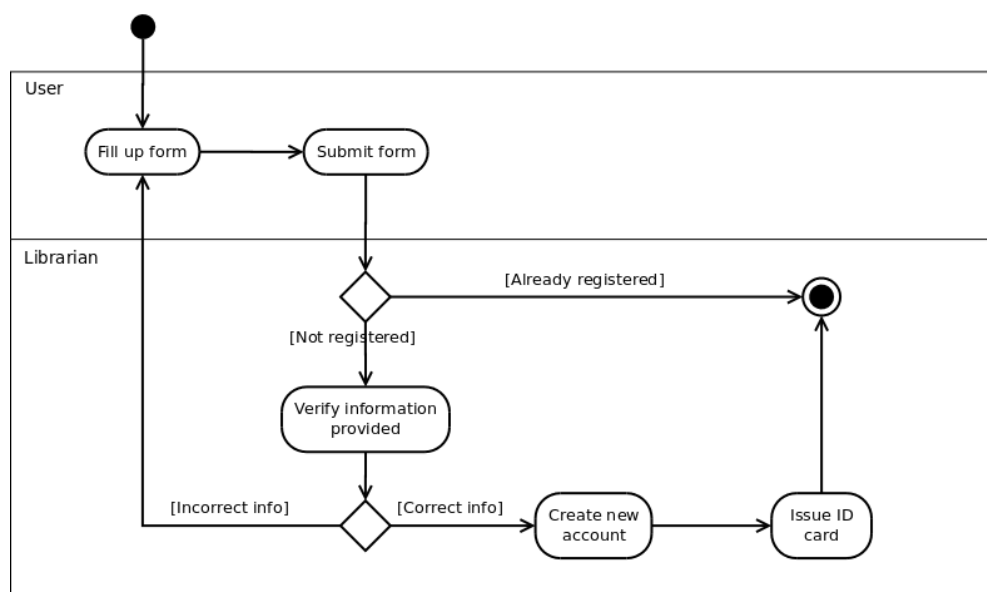 User
Fill up form
Submit form
Librarian
[Already registered]
[Not registered]
Verify information
provided
[Incorrect info]
[Correct info]
Create new
account
Issue ID
card